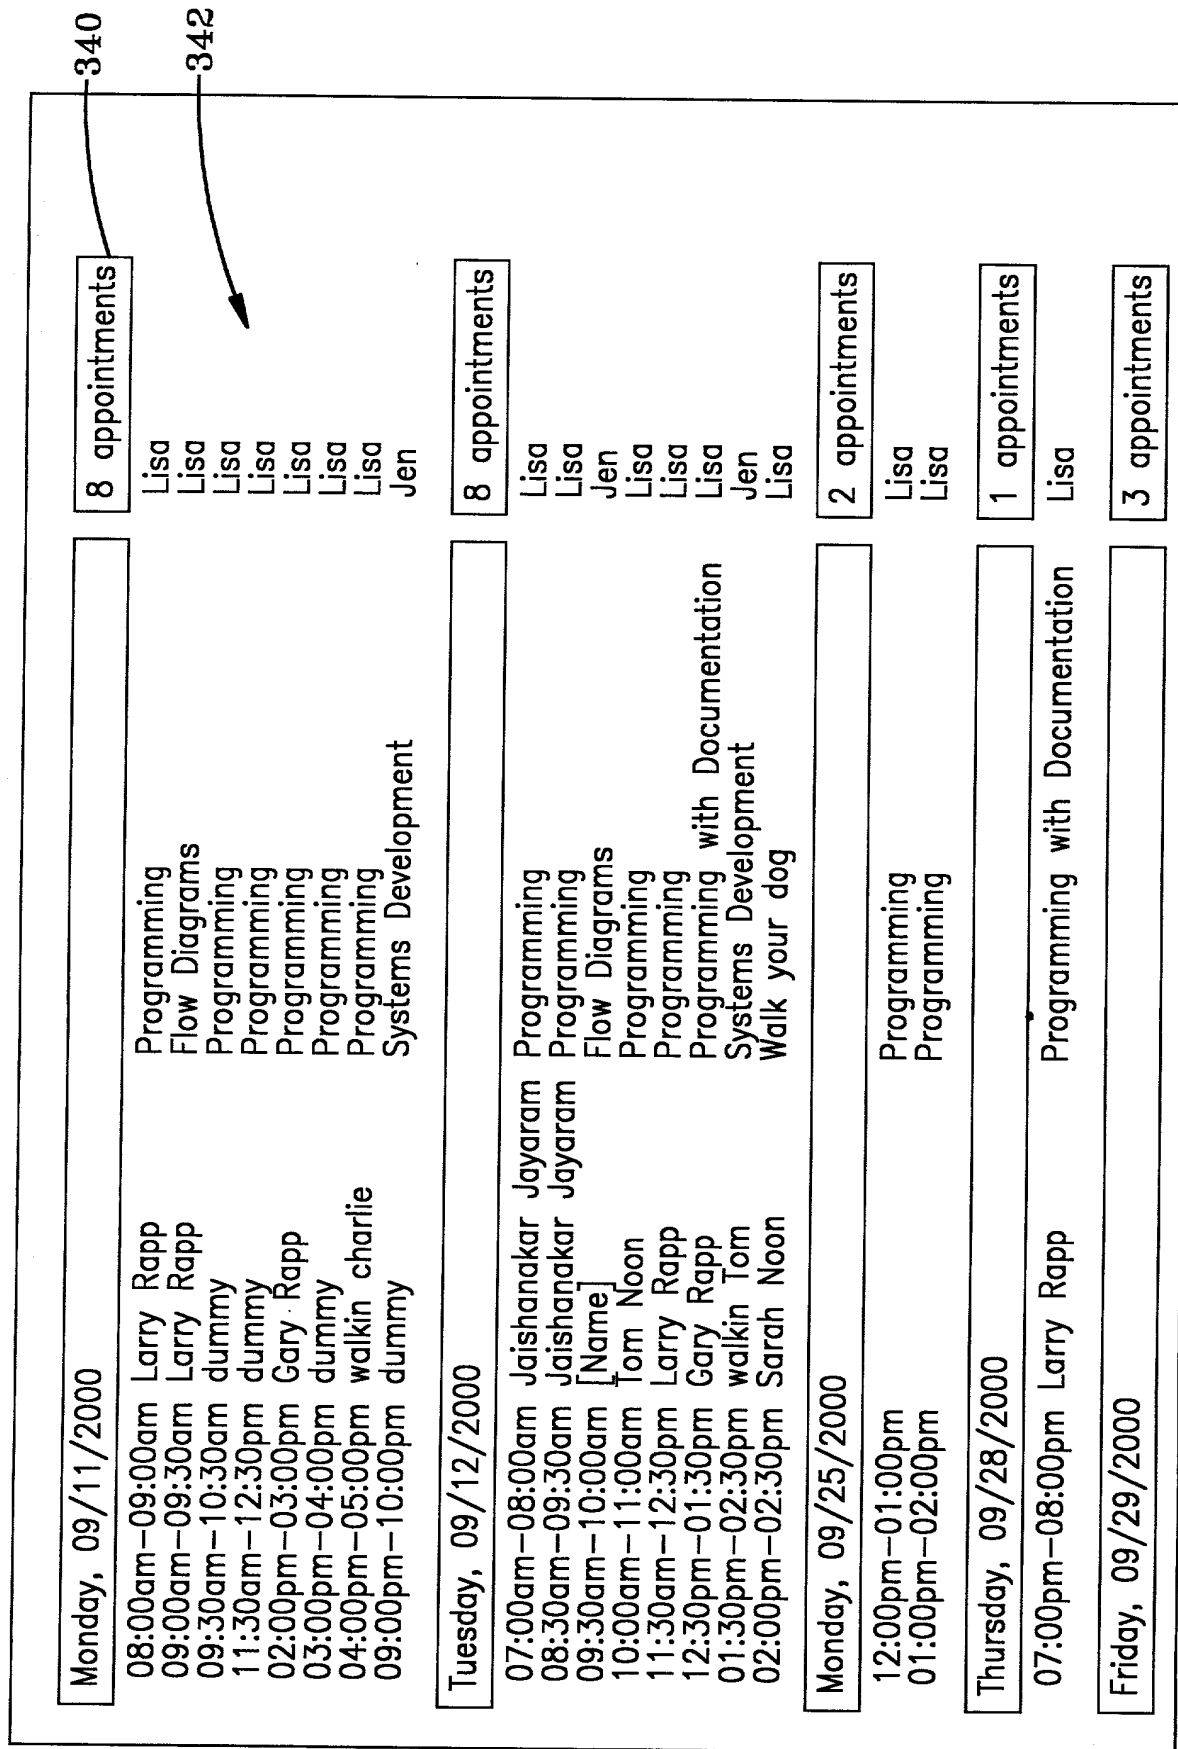 340
342
Monday, 09/11/2000 8 appointments
08:00am-09:00am Larry Rapp Programming Lisa
09:00am-09:30am Larry Rapp Flow Diagrams Lisa
09:30am-10:30am dummy Programming Lisa
11:30am-12:30pm dummy Programming Lisa
02:00pm-03:00pm Gary Rapp Programming Lisa
03:00pm-04:00pm dummy Programming Lisa
04:00pm-05:00pm walkin charlie Programming Lisa
09:00pm-10:00pm dummy Systems Development Jen
Tuesday, 09/12/2000 8 appointments
07:00am-08:00am Jaishanakar Jayaram Programming Lisa
08:30am-09:30am Jaishanakar Jayaram Programming Lisa
09:30am-10:00am [Name] Flow Diagrams Jen
10:00am-11:00am Tom Noon Programming Lisa
11:30am-12:30pm Larry Rapp Programming Lisa
12:30pm-01:30pm Gary Rapp Programming with Documentation Lisa
01:30pm-02:30pm walkin Tom Systems Development Jen
02:00pm-02:30pm Sarah Noon Walk your dog Lisa
Monday, 09/25/2000 2 appointments
12:00pm-01:00pm Programming Lisa
01:00pm-02:00pm Programming Lisa
Thursday, 09/28/2000 1 appointments
07:00pm-08:00pm Larry Rapp Programming with Documentation Lisa
Friday, 09/29/2000 3 appointments